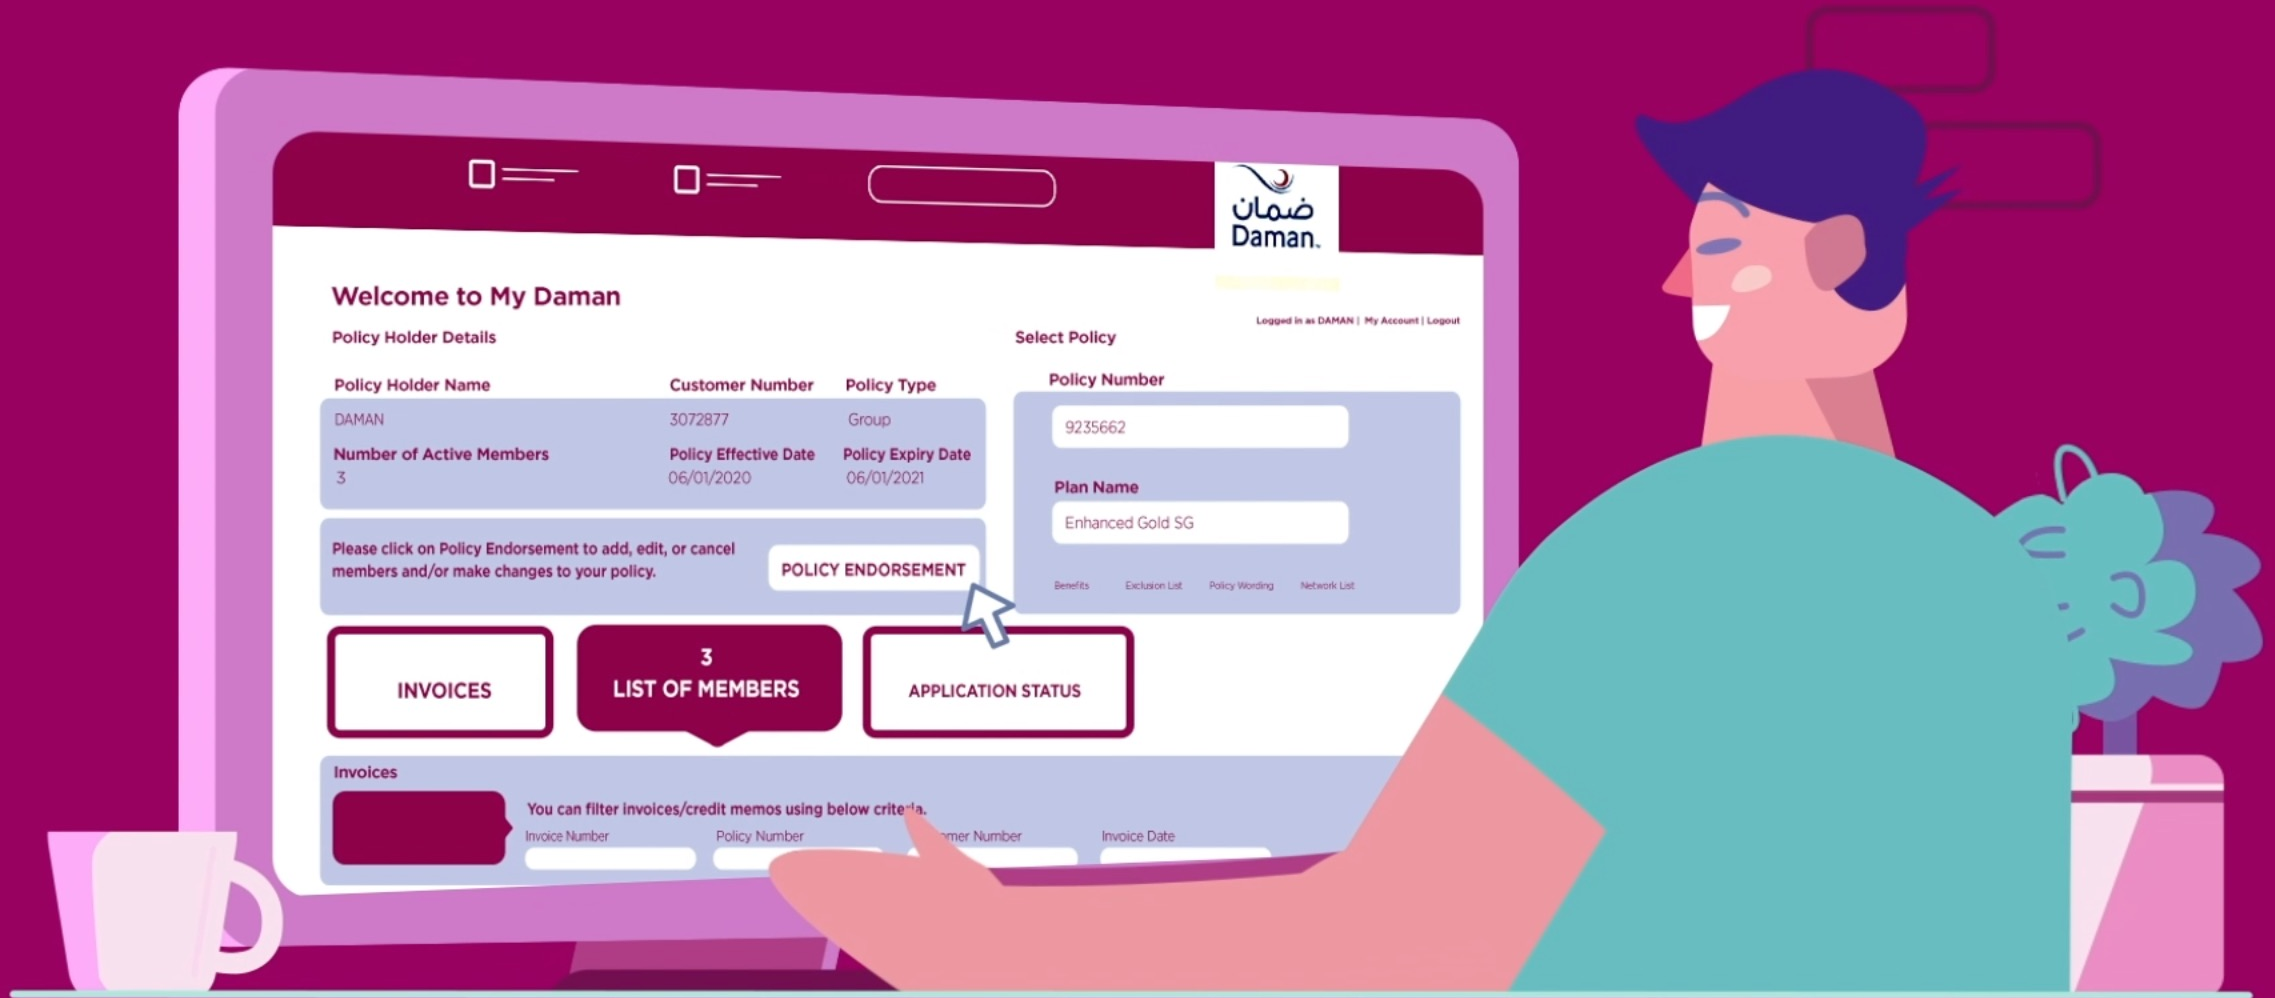 ضمان
Daman
Welcome to My Daman
Logged in as DAMAN | My Account | Logout
Policy Holder Details
Select Policy
Policy Holder Name Customer Number Policy Type
DAMAN 3072877 Group
Number of Active Members Policy Effective Date Policy Expiry Date
3 06/01/2020 06/01/2021
Policy Number
9235662
Plan Name
Enhanced Gold SG
Benefits Exclusion List Policy Wording Network List
Please click on Policy Endorsement to add, edit, or cancel
members and/or make changes to your policy.
POLICY ENDORSEMENT
INVOICES
3
LIST OF MEMBERS
APPLICATION STATUS
Invoices
You can filter invoices/credit memos using below criteria.
Invoice Number Policy Number omer Number Invoice Date